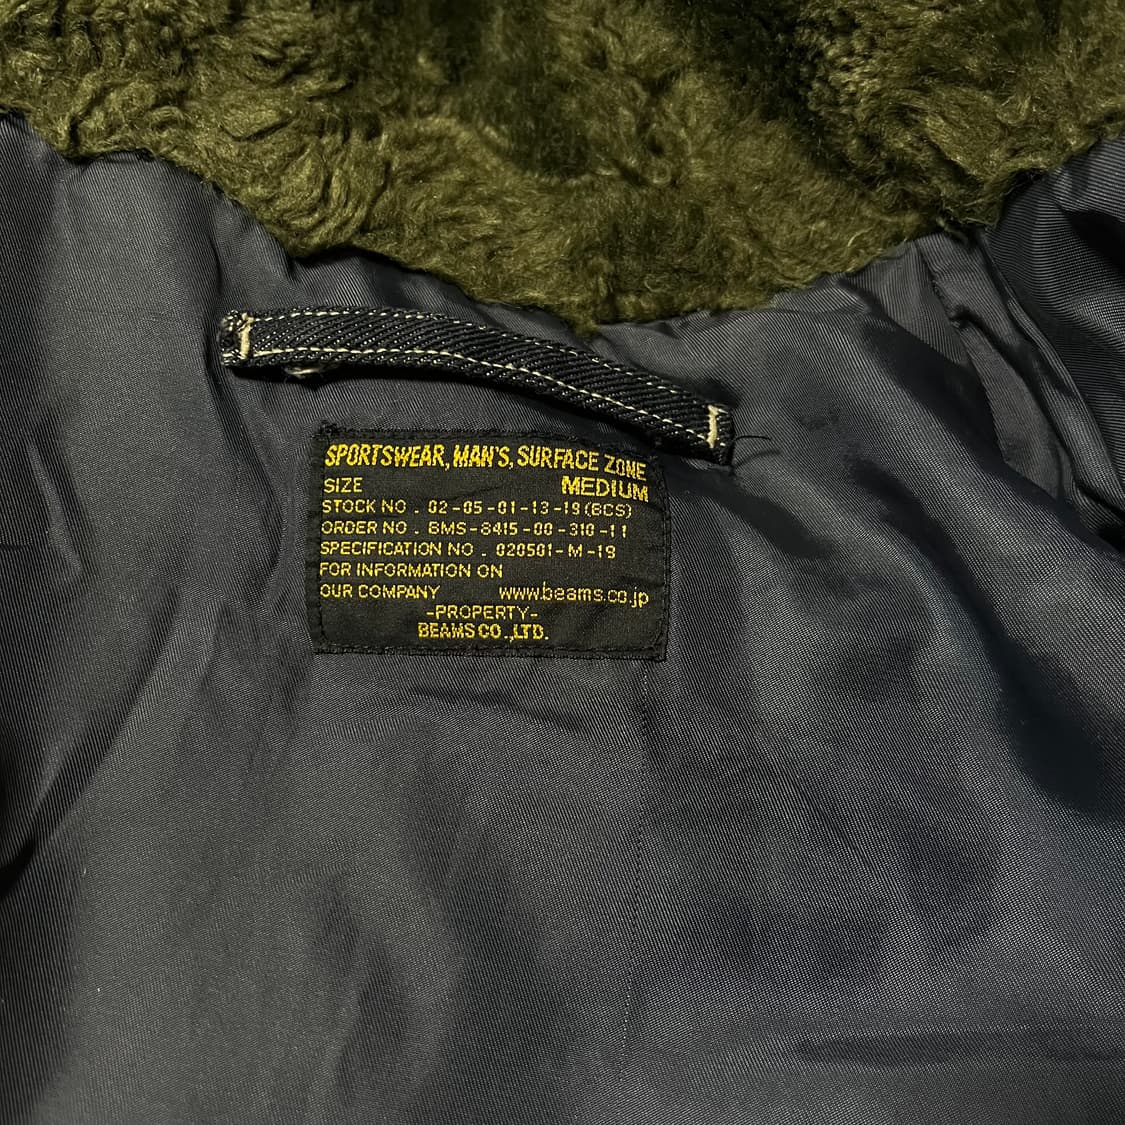 SPORTSWEAR, MAN'S, SURFACE ZONE
SIZE MEDIUM
STOCK NO . 02-05-01-13-19(BCS)
ORDER NO . BMS-8415-00-310-11
SPECIFICATION NO . 020501-M-19
FOR INFORMATION ON
OUR COMPANY www.beams.co.jp
-PROPERTY-
BEAMS CO.,LTD.